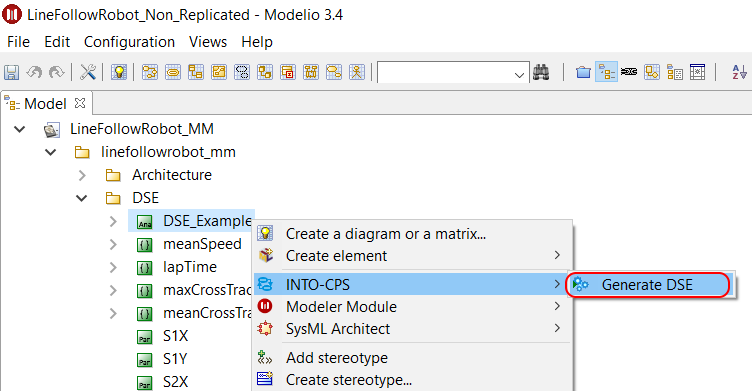 LineFollowRobot_Non_Replicated - Modelio 3.4
File Edit Configuration Views Help
A
Z
Model
LineFollowRobot_MM
linefollowrobot_mm
Architecture
DSE
Ana DSE_Example
{} meanSpeed
{} lapTime
{} maxCrossTra
{} meanCrossTra
Par S1X
Par S1Y
Par S2X
Create a diagram or a matrix...
Create element
INTO-CPS
Modeler Module
SysML Architect
Add stereotype
Create stereotype...
Generate DSE